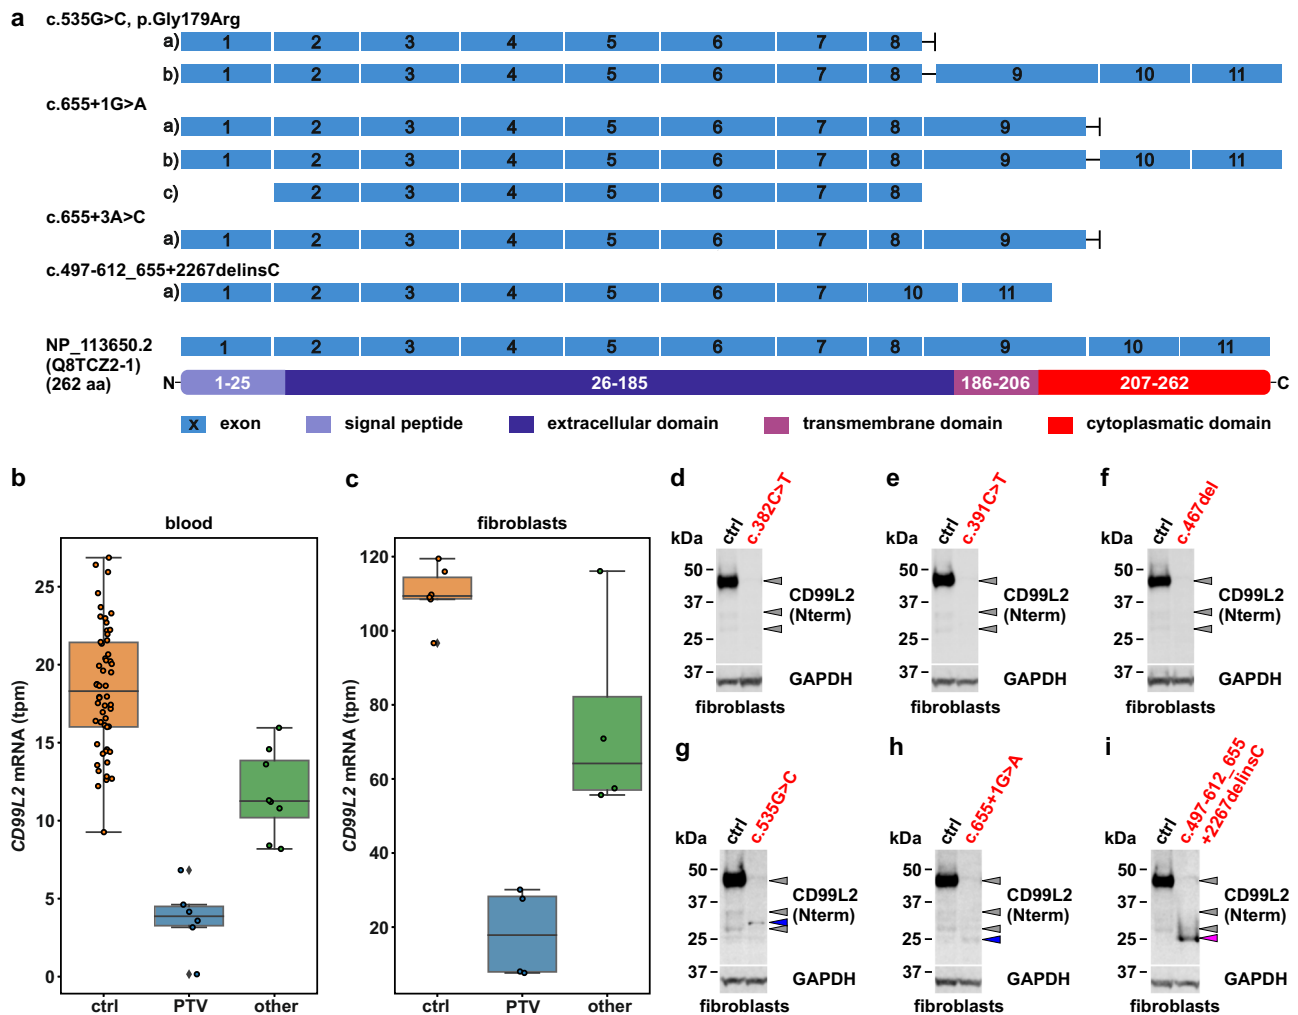 a
c.535G>C, p.Gly179Arg
a) 1 2 3 4 5 6 7 8
b) 1 2 3 4 5 6 7 8 9 10 11
c.655+1G>A
a) 1 2 3 4 5 6 7 8 9
b) 1 2 3 4 5 6 7 8 9 10 11
c) 2 3 4 5 6 7 8
c.655+3A>C
a) 1 2 3 4 5 6 7 8 9
c.497-612_655+2267delinsC
a) 1 2 3 4 5 6 7 10 11
NP_113650.2 1 2 3 4 5 6 7 8 9 10 11
(Q8TCZ2-1)
(262 aa) N 1-25 26-185 186-206 207-262 C
x exon signal peptide extracellular domain transmembrane domain cytoplasmatic domain
b
blood
CD99L2 mRNA (tpm)
25
20
15
10
5
0
ctrl PTV other
c
fibroblasts
CD99L2 mRNA (tpm)
120
100
80
60
40
20
ctrl PTV other
d
kDa ctrl c.382C>T
50
37
25
CD99L2
(Nterm)
37
GAPDH
fibroblasts
e
kDa ctrl c.391C>T
50
37
25
CD99L2
(Nterm)
37
GAPDH
fibroblasts
f
kDa ctrl c.467del
50
37
25
CD99L2
(Nterm)
37
GAPDH
fibroblasts
g
kDa ctrl c.535G>C
50
37
25
CD99L2
(Nterm)
37
GAPDH
fibroblasts
h
kDa ctrl c.655+1G>A
50
37
25
CD99L2
(Nterm)
37
GAPDH
fibroblasts
i
kDa ctrl c.497-612_655
+2267delinsC
50
37
25
CD99L2
(Nterm)
37
GAPDH
fibroblasts